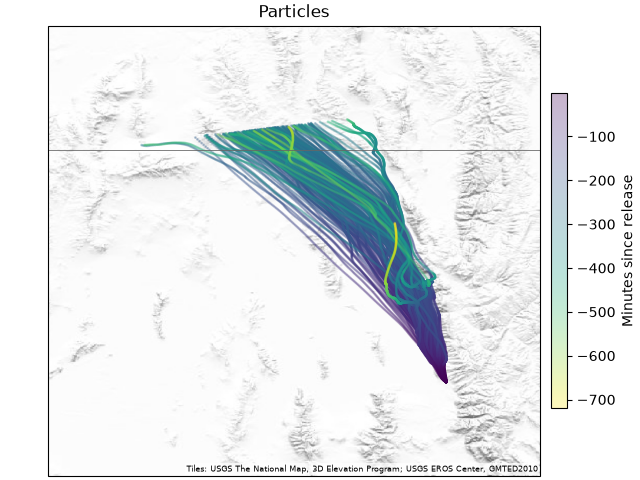 Particles
−100
−200
−300
−400
−500
−600
−700
Minutes since release
Tiles: USGS The National Map, 3D Elevation Program; USGS EROS Center, GMTED2010